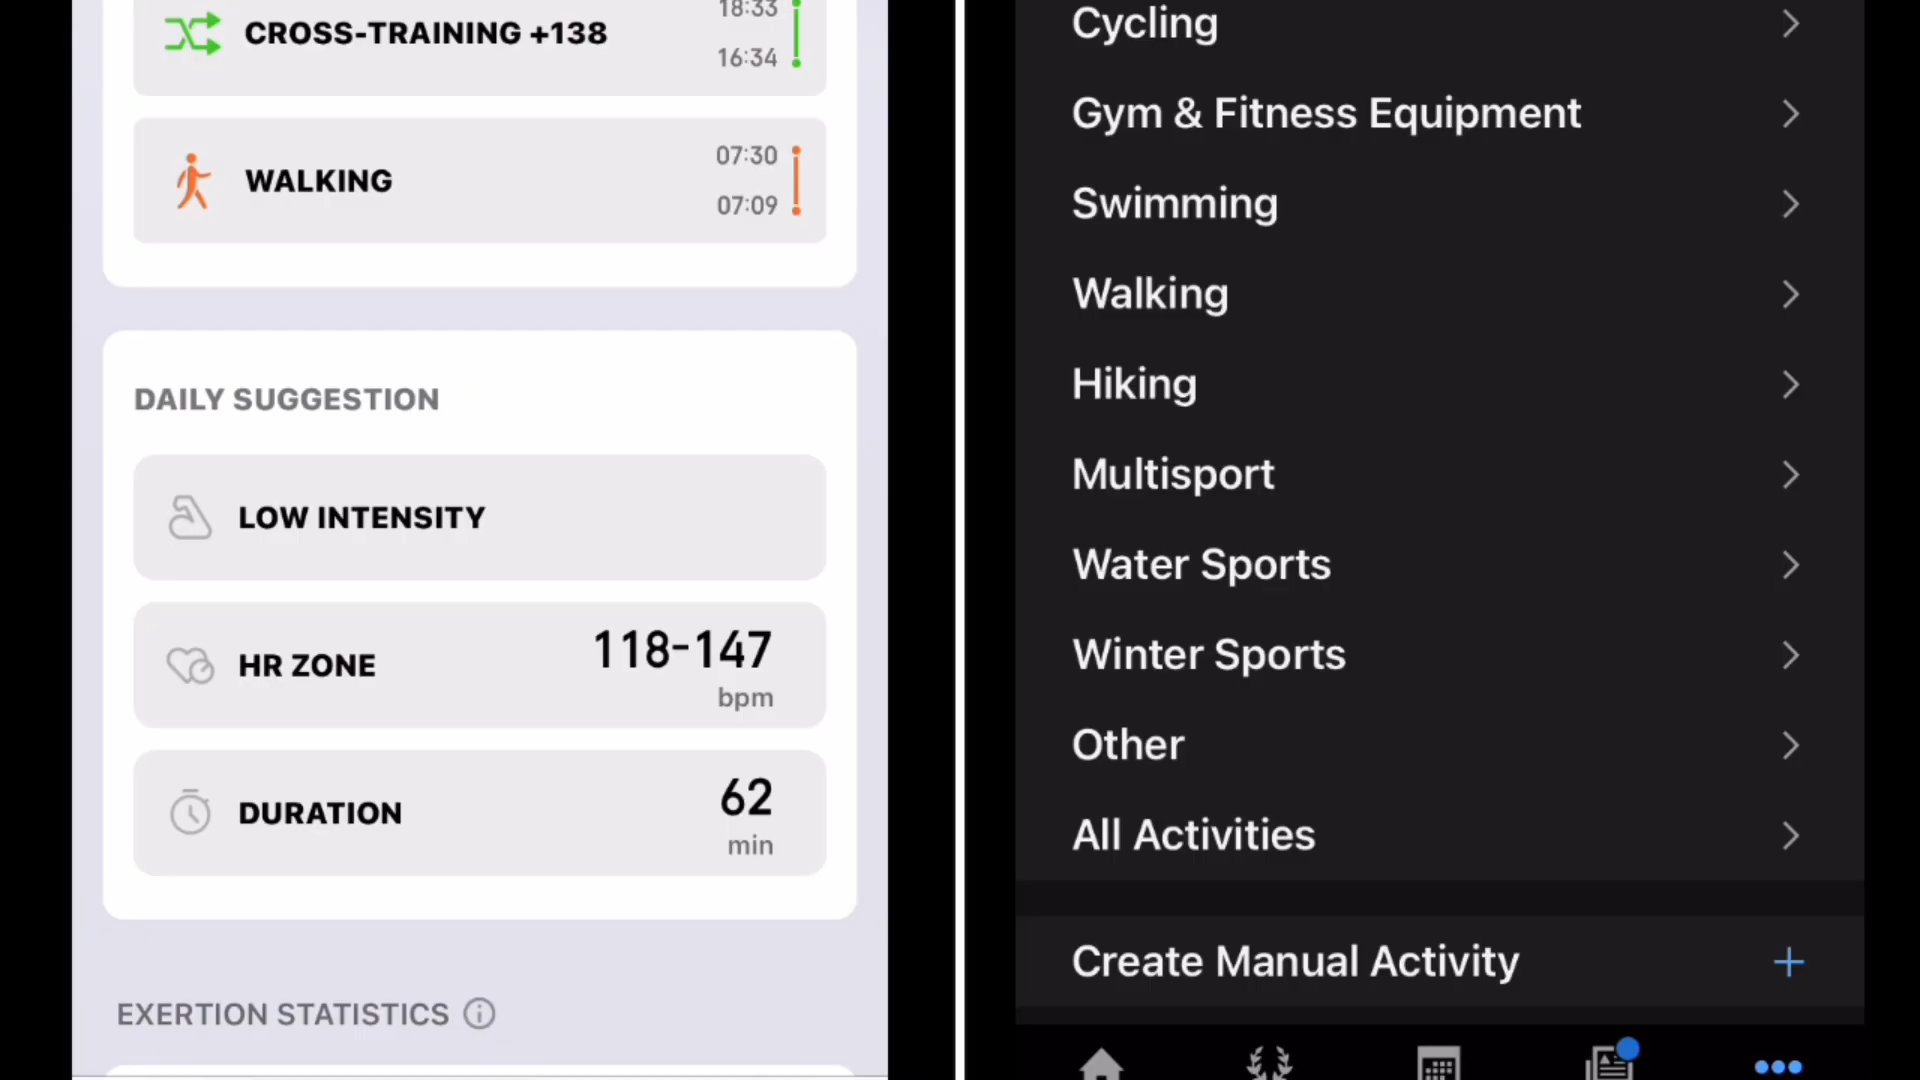 CROSS-TRAINING +138
18:33
16:34
WALKING
07:30
07:09
DAILY SUGGESTION
LOW INTENSITY
HR ZONE
118-147
bpm
DURATION
62
min
EXERTION STATISTICS
Cycling
Gym & Fitness Equipment
Swimming
Walking
Hiking
Multisport
Water Sports
Winter Sports
Other
All Activities
Create Manual Activity